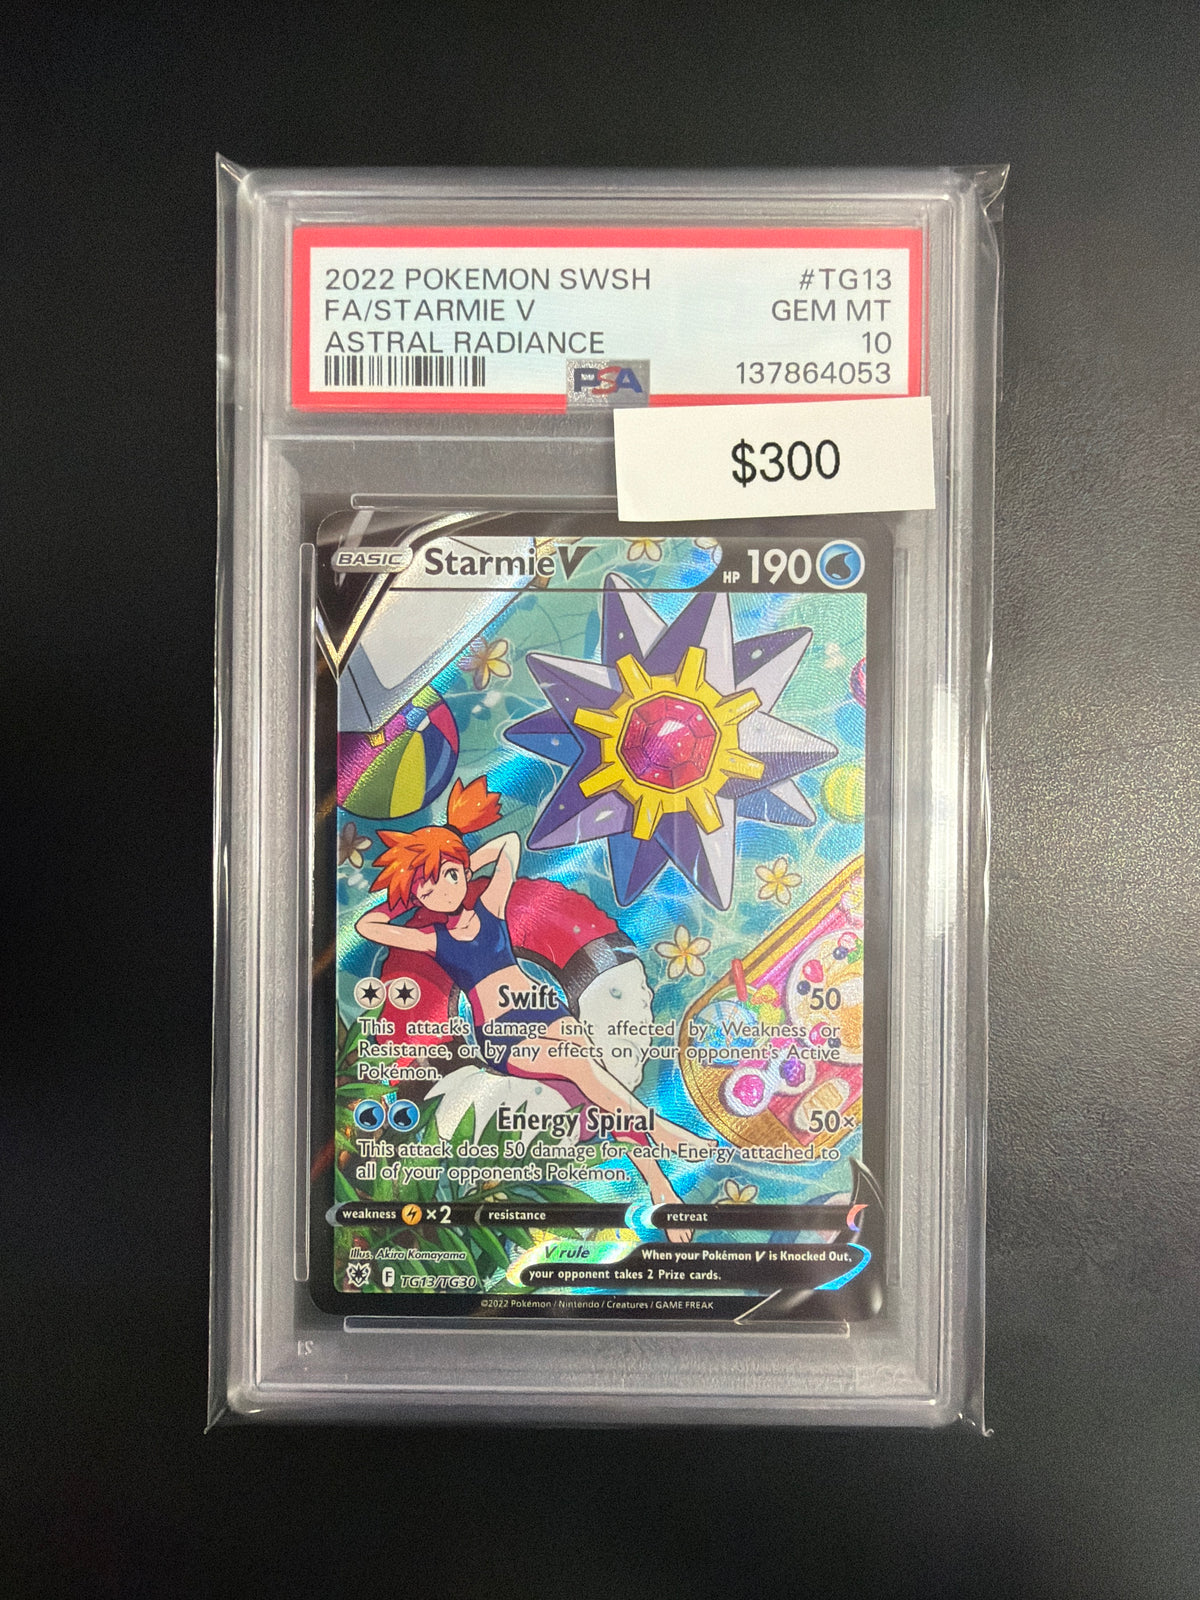 2022 POKEMON SWSH #TG13
FA/STARMIE V GEM MT
ASTRAL RADIANCE 10
PSA 137864053
$300
BASIC Starmie V HP 190
Swift 50
This attack's damage isn't affected by Weakness or
Resistance, or by any effects on your opponent's Active
Pokémon.
Energy Spiral 50×
This attack does 50 damage for each Energy attached to
all of your opponent's Pokémon.
weakness ×2 resistance retreat
Illus. Akira Komayama
V rule When your Pokémon V is Knocked Out,
your opponent takes 2 Prize cards.
F TG13/TG30
©2022 Pokémon / Nintendo / Creatures / GAME FREAK